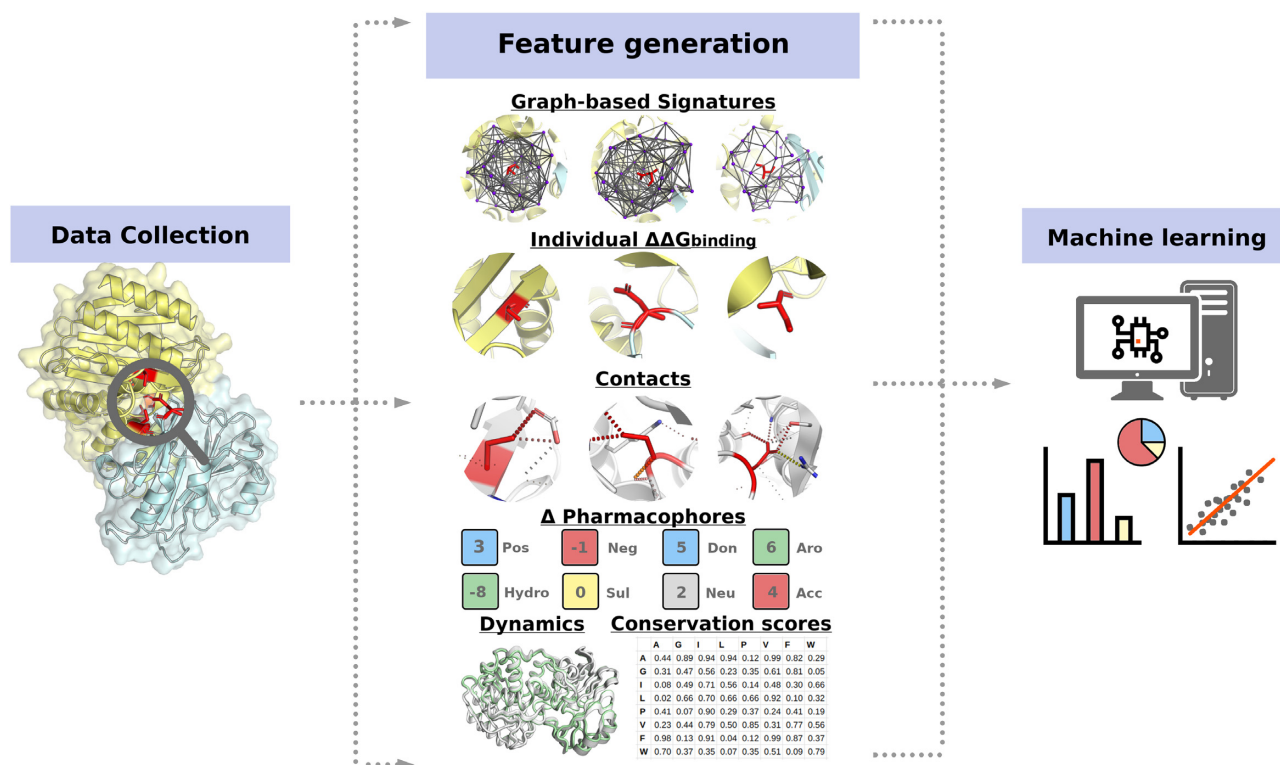 Feature generation
Graph-based Signatures
Data Collection
Individual ΔΔGbinding
Machine learning
Contacts
Δ Pharmacophores
3 Pos -1 Neg 5 Don 6 Aro
-8 Hydro 0 Sul 2 Neu 4 Acc
Dynamics Conservation scores
A G I L P V F W
A 0.44 0.89 0.94 0.94 0.12 0.99 0.82 0.29
G 0.31 0.47 0.56 0.23 0.35 0.61 0.81 0.05
I 0.08 0.49 0.71 0.56 0.14 0.48 0.30 0.66
L 0.02 0.66 0.70 0.66 0.66 0.92 0.10 0.32
P 0.41 0.07 0.90 0.29 0.37 0.24 0.41 0.19
V 0.23 0.44 0.79 0.50 0.85 0.31 0.77 0.56
F 0.98 0.13 0.91 0.04 0.12 0.99 0.87 0.37
W 0.70 0.37 0.35 0.07 0.35 0.51 0.09 0.79